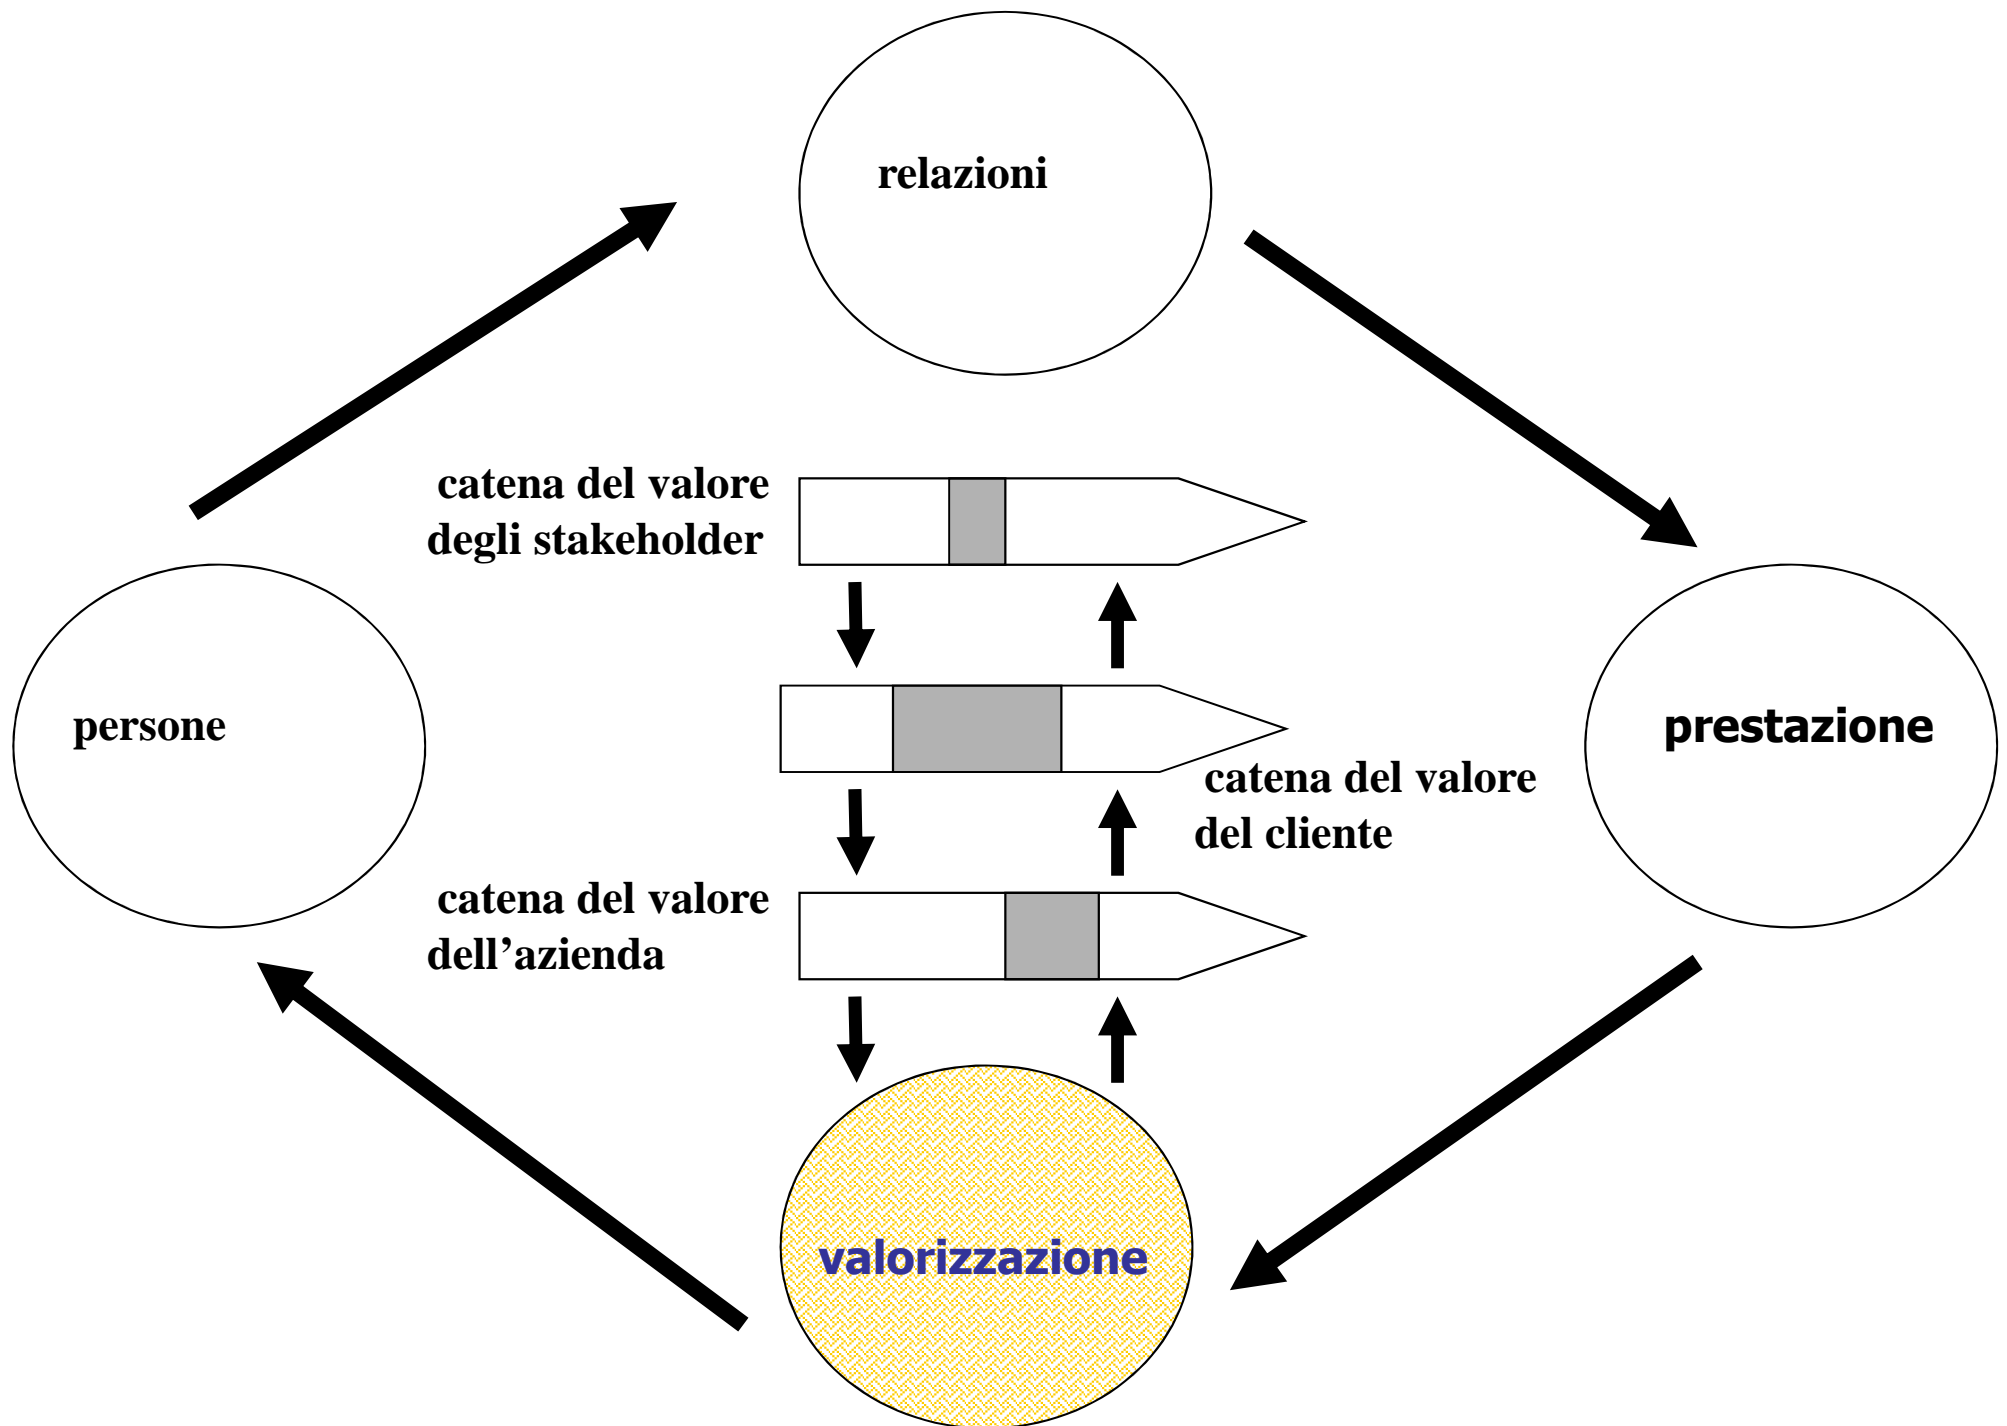 relazioni
catena del valore
degli stakeholder
persone
prestazione
catena del valore
del cliente
catena del valore
dell’azienda
valorizzazione